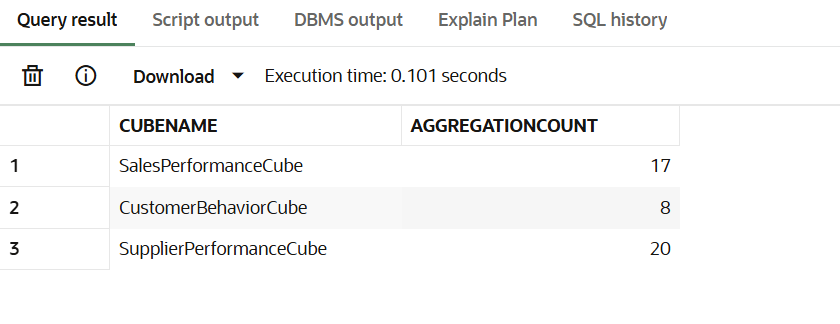 Query result Script output DBMS output Explain Plan SQL history
Download Execution time: 0.101 seconds
CUBENAME AGGREGATIONCOUNT
1 SalesPerformanceCube 17
2 CustomerBehaviorCube 8
3 SupplierPerformanceCube 20